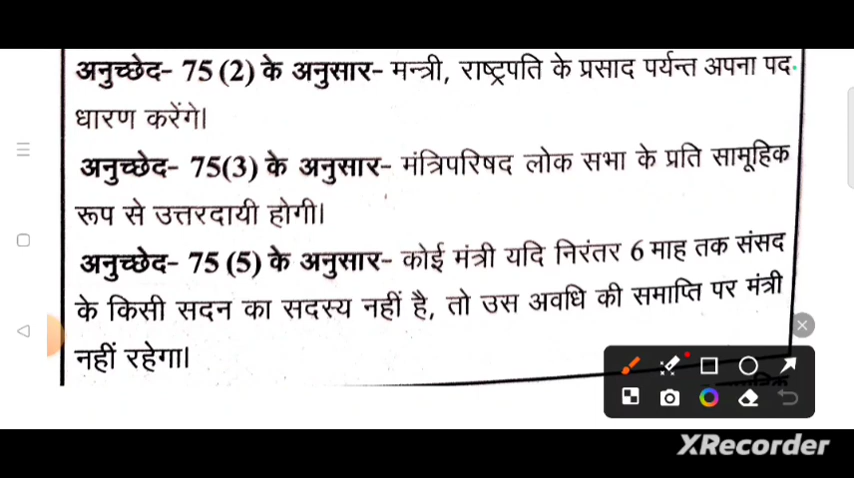 अनुच्छेद- 75 (2) के अनुसार- मन्त्री, राष्ट्रपति के प्रसाद पर्यन्त अपना पद
धारण करेंगे।
अनुच्छेद- 75(3) के अनुसार- मंत्रिपरिषद लोक सभा के प्रति सामूहिक
रूप से उत्तरदायी होगी।
अनुच्छेद- 75 (5) के अनुसार- कोई मंत्री यदि निरंतर 6 माह तक संसद
के किसी सदन का सदस्य नहीं है, तो उस अवधि की समाप्ति पर मंत्री
नहीं रहेगा।
XRecorder